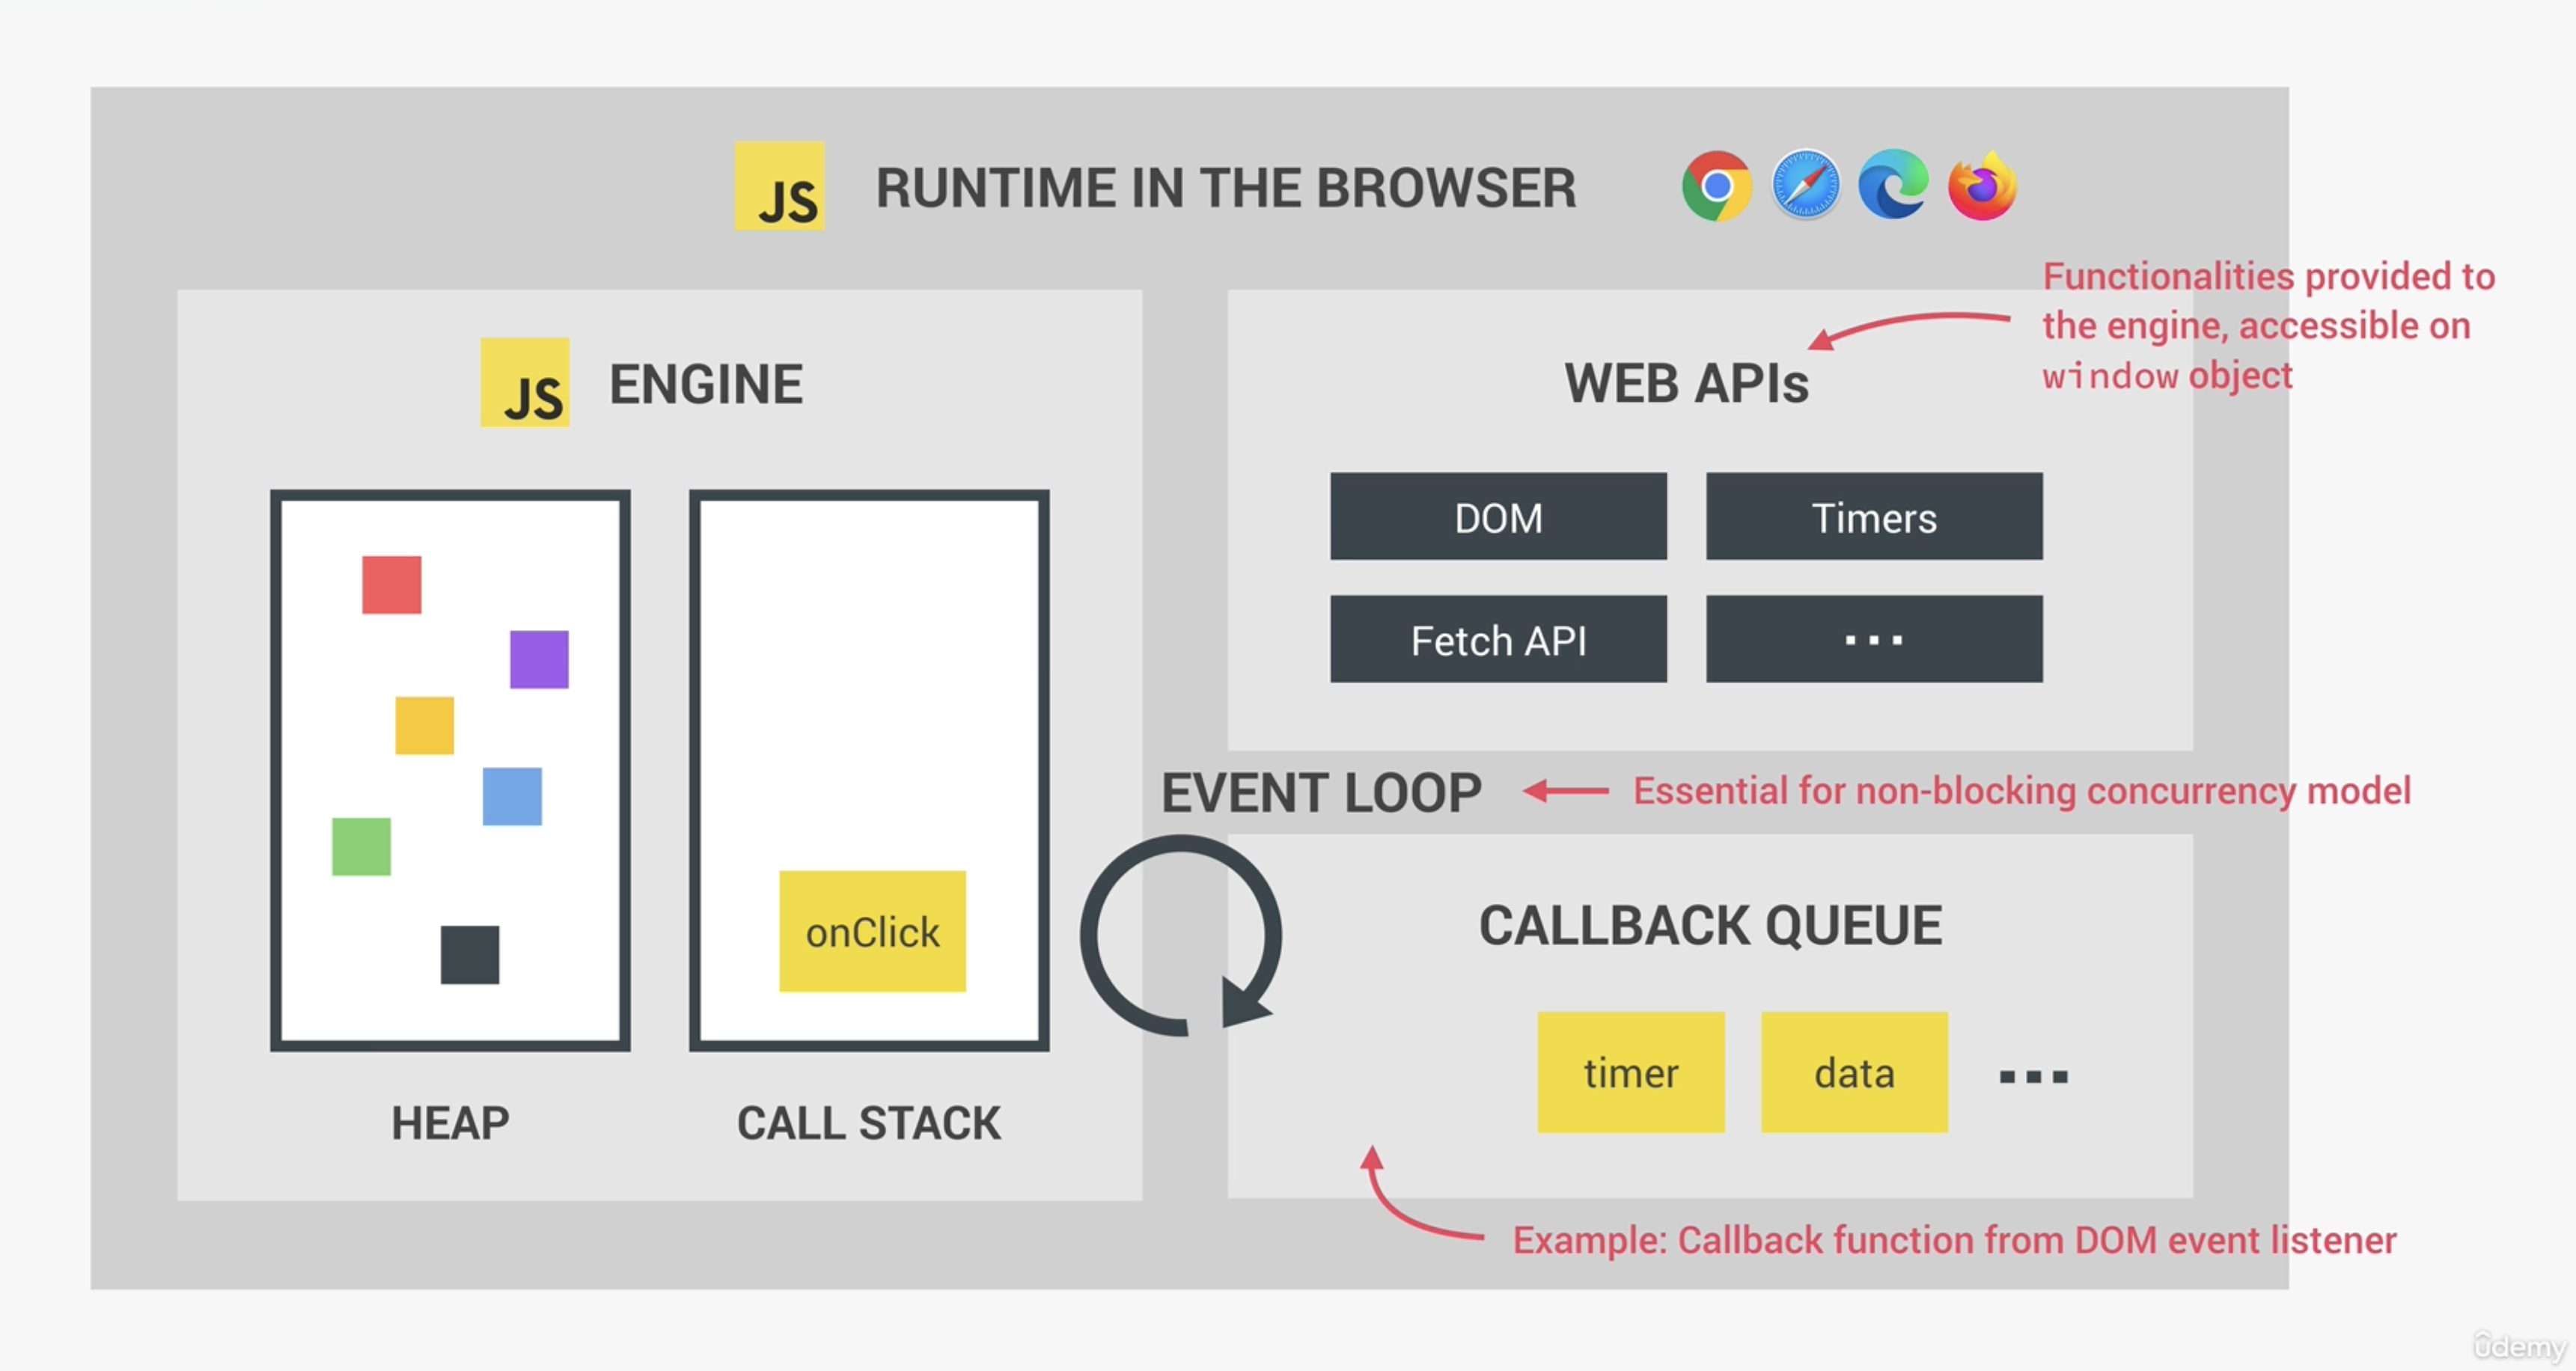 JS RUNTIME IN THE BROWSER
Functionalities provided to
the engine, accessible on
window object
JS ENGINE
HEAP
onClick
CALL STACK
WEB APIs
DOM
Timers
Fetch API
...
EVENT LOOP
Essential for non-blocking concurrency model
CALLBACK QUEUE
timer
data
...
Example: Callback function from DOM event listener
ûdemy